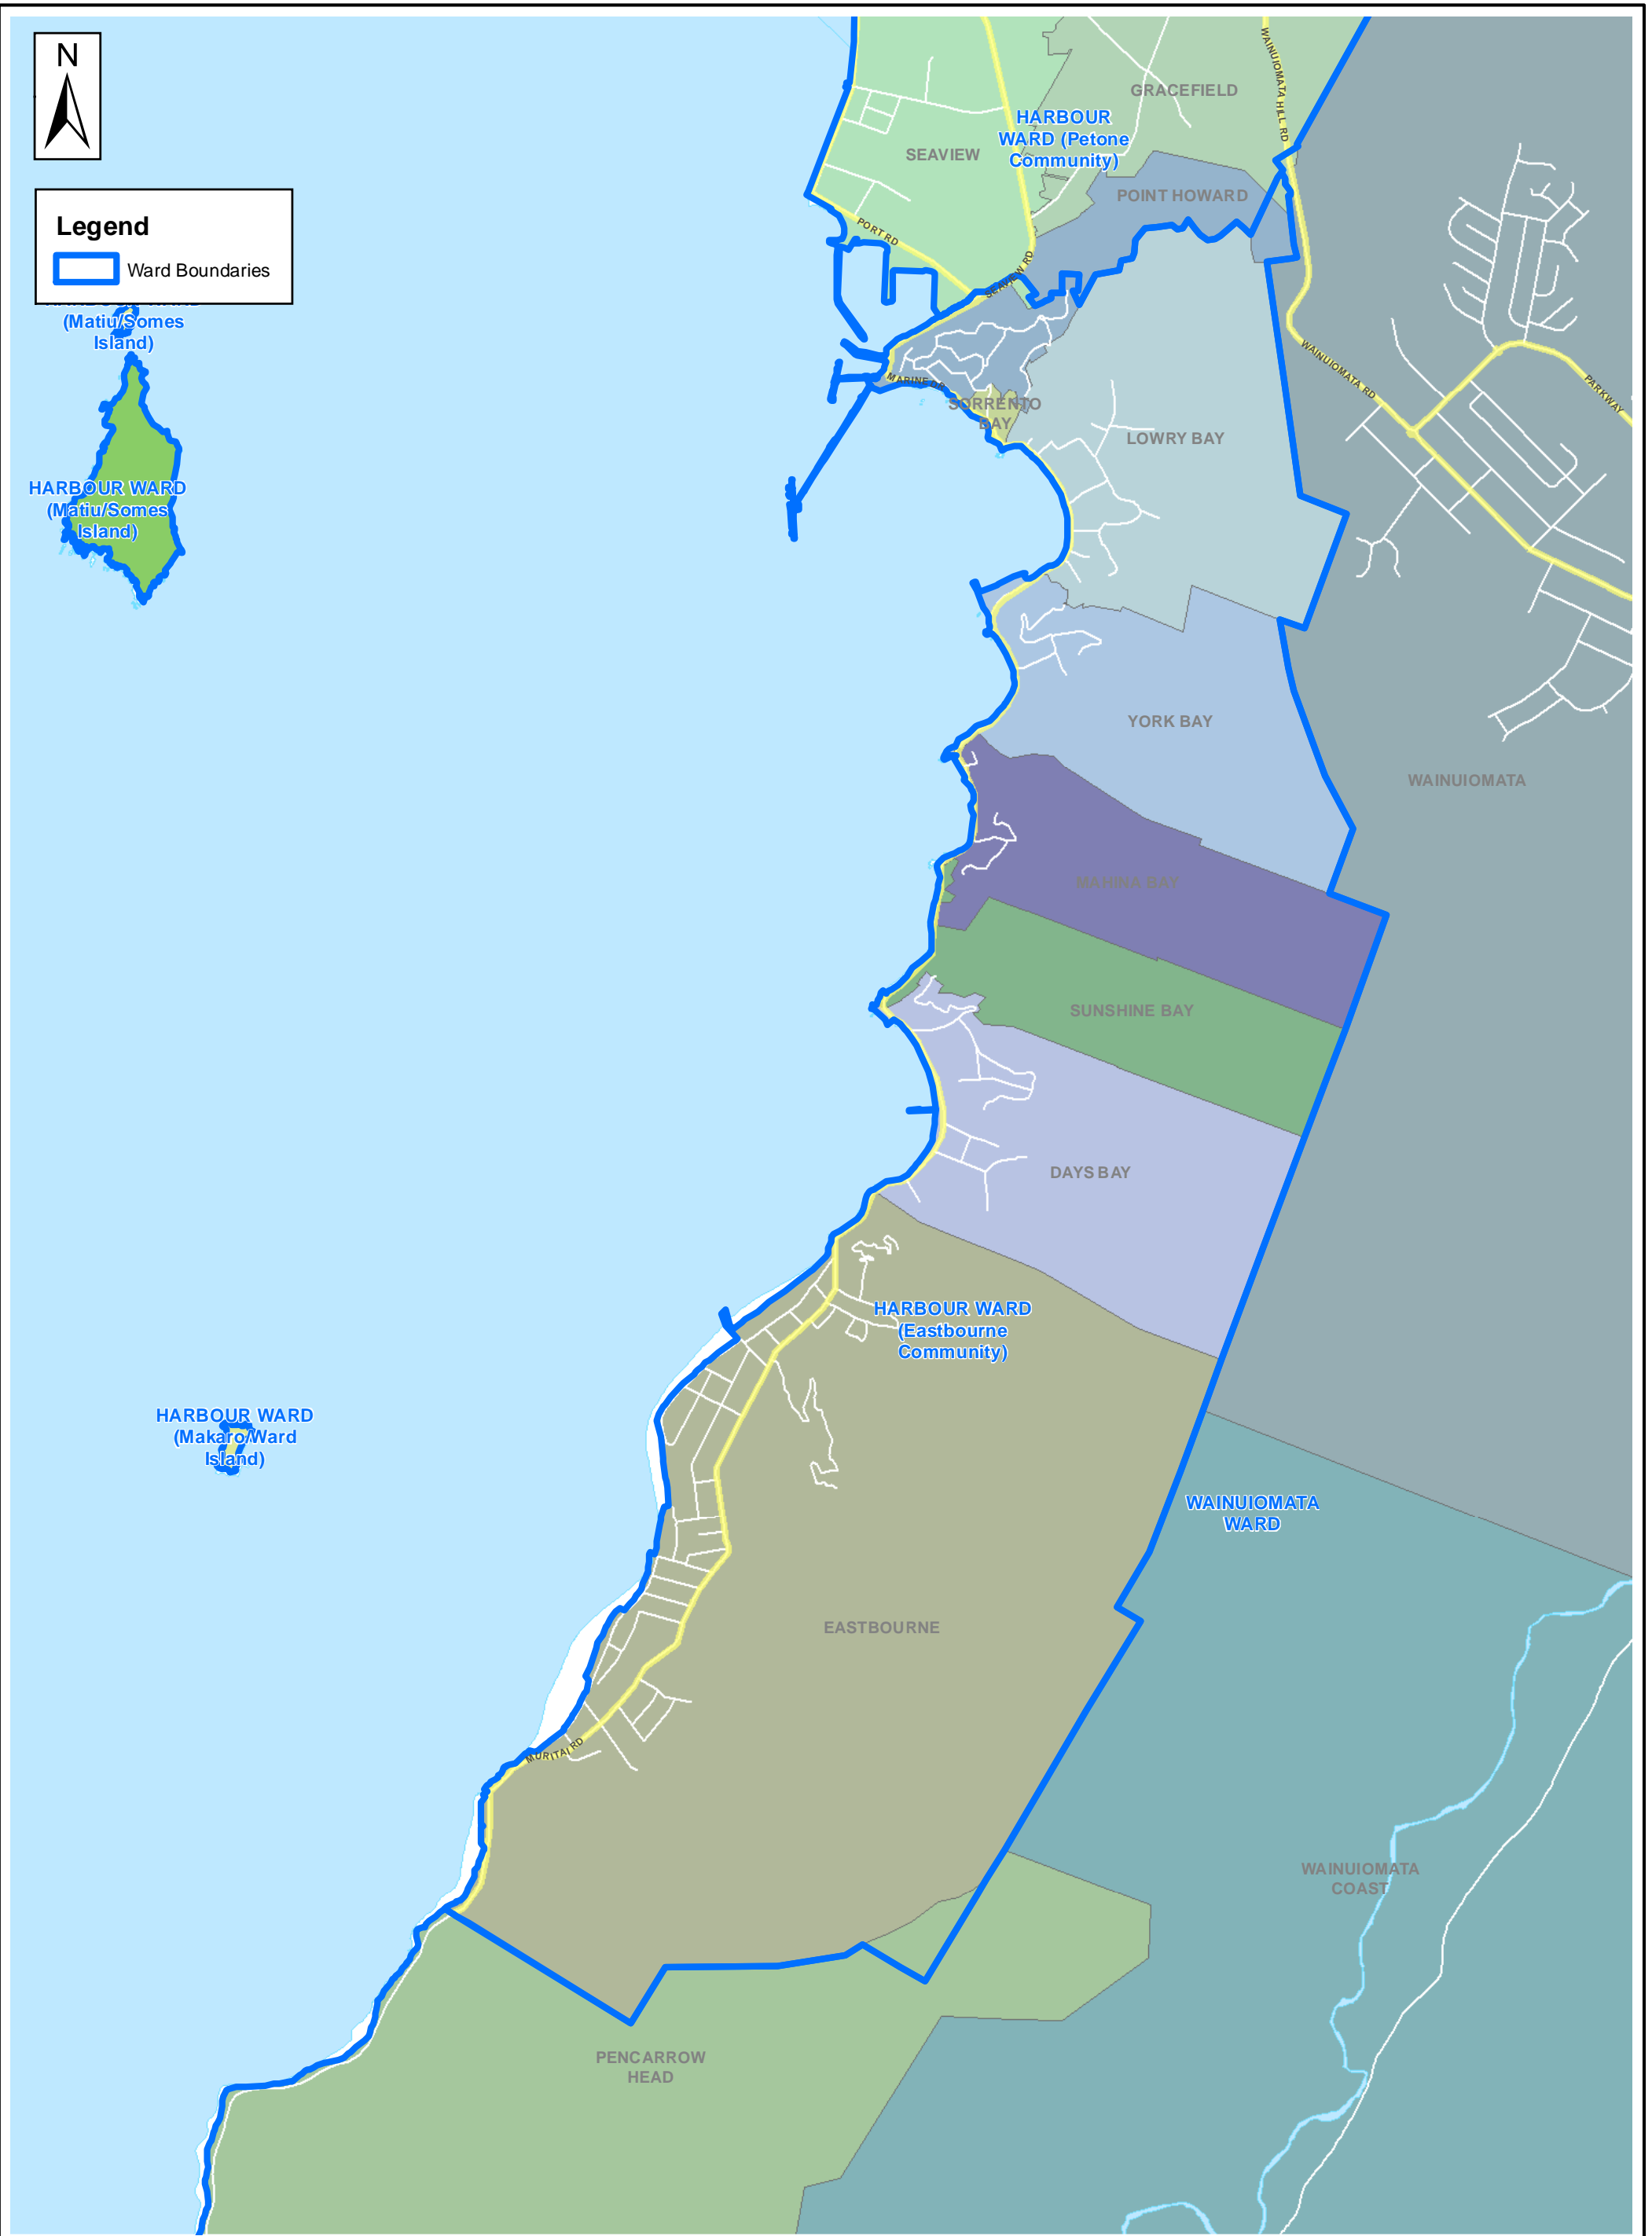 N
WAINUIOMATA HILL RD
GRACEFIELD
HARBOUR
WARD (Petone
Community)
SEAVIEW
POINT HOWARD
PORT RD
Legend
Ward Boundaries
SEAVIEW RD
(Matiu/Somes
Island)
WAINUIOMATA RD
PARKWAY
MARINE DR
SORRENTO
BAY
LOWRY BAY
HARBOUR WARD
(Matiu/Somes
Island)
YORK BAY
WAINUIOMATA
MAHINA BAY
SUNSHINE BAY
DAYS BAY
HARBOUR WARD
(Eastbourne
Community)
HARBOUR WARD
(Makaro/Ward
Island)
WAINUIOMATA
WARD
EASTBOURNE
MURITAI RD
WAINUIOMATA
COAST
PENCARROW
HEAD